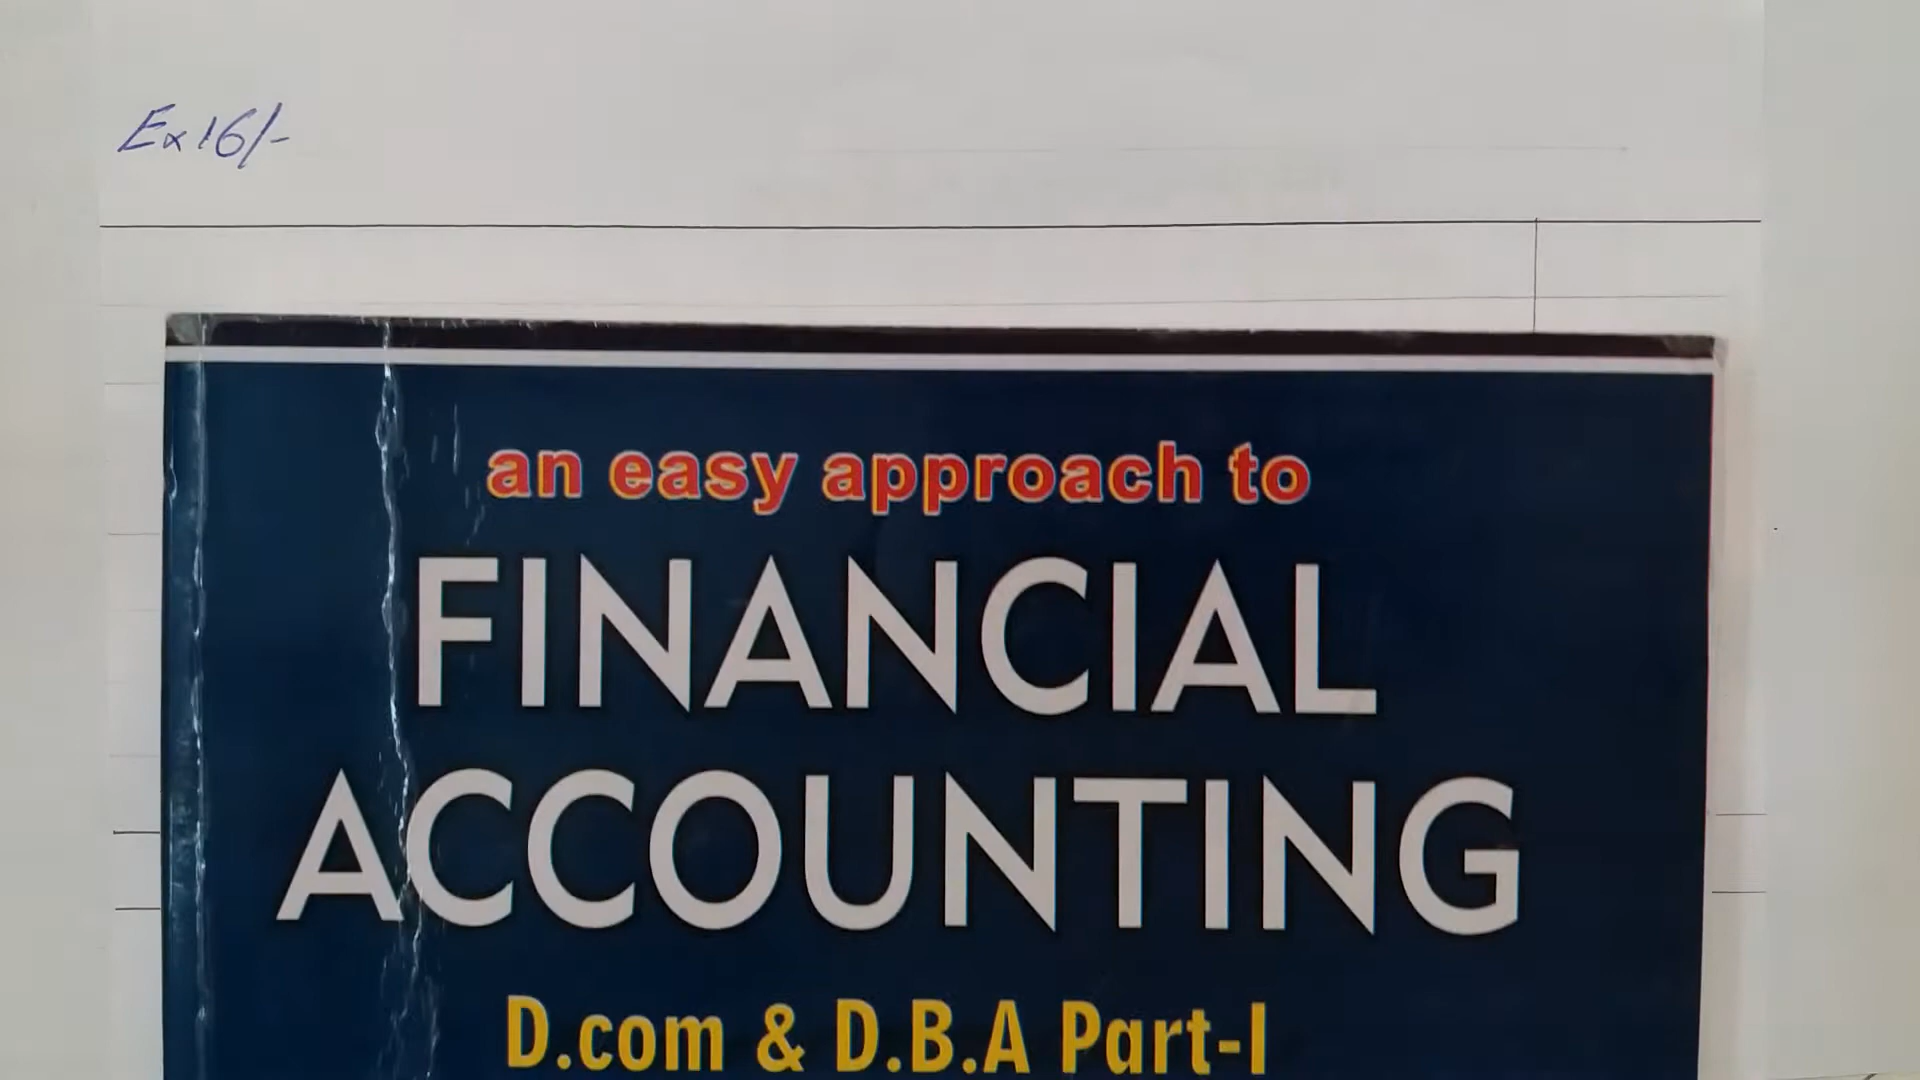 Ex 16/-
an easy approach to
FINANCIAL
ACCOUNTING
D.com & D.B.A Part-I